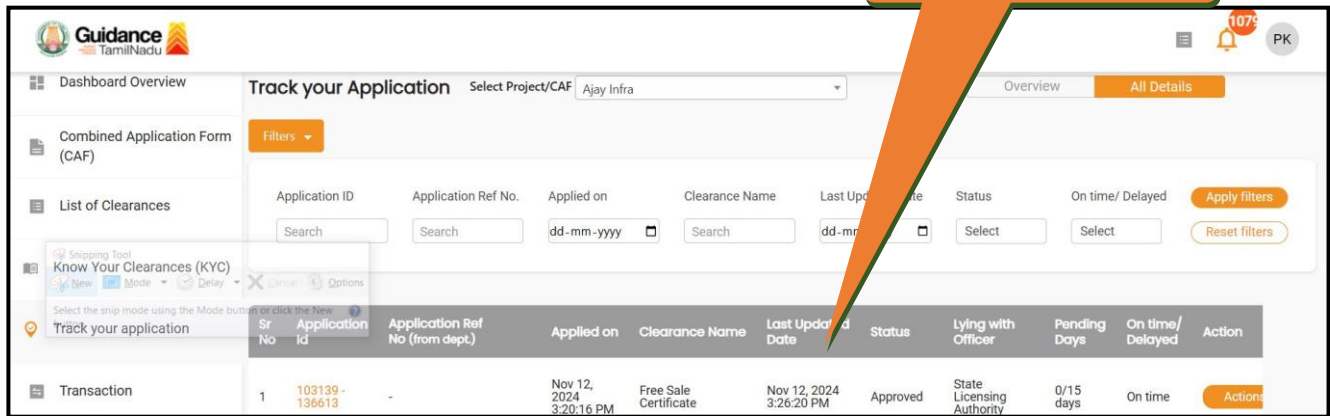 Guidance
TamilNadu
1079
PK
Dashboard Overview
Track your Application
Select Project/CAF
Ajay Infra
Overview
All Details
Combined Application Form
(CAF)
Filters
List of Clearances
Application ID
Application Ref No.
Applied on
Clearance Name
Status
On time/ Delayed
Apply filters
Search
Search
dd-mm-yyyy
Search
Select
Select
Reset filters
Snipping Tool
Know Your Clearances (KYC)
New Mode Delay Cancel Options
Select the snip mode using the Mode button or click the New
Track your application
Sr No
Application Id
Application Ref No (from dept.)
Applied on
Clearance Name
Last Updated Date
Status
Lying with Officer
Pending Days
On time/ Delayed
Action
Transaction
1
103139 - 136613
-
Nov 12, 2024 3:20:16 PM
Free Sale Certificate
Nov 12, 2024 3:26:20 PM
Approved
State Licensing Authority
0/15 days
On time
Actions